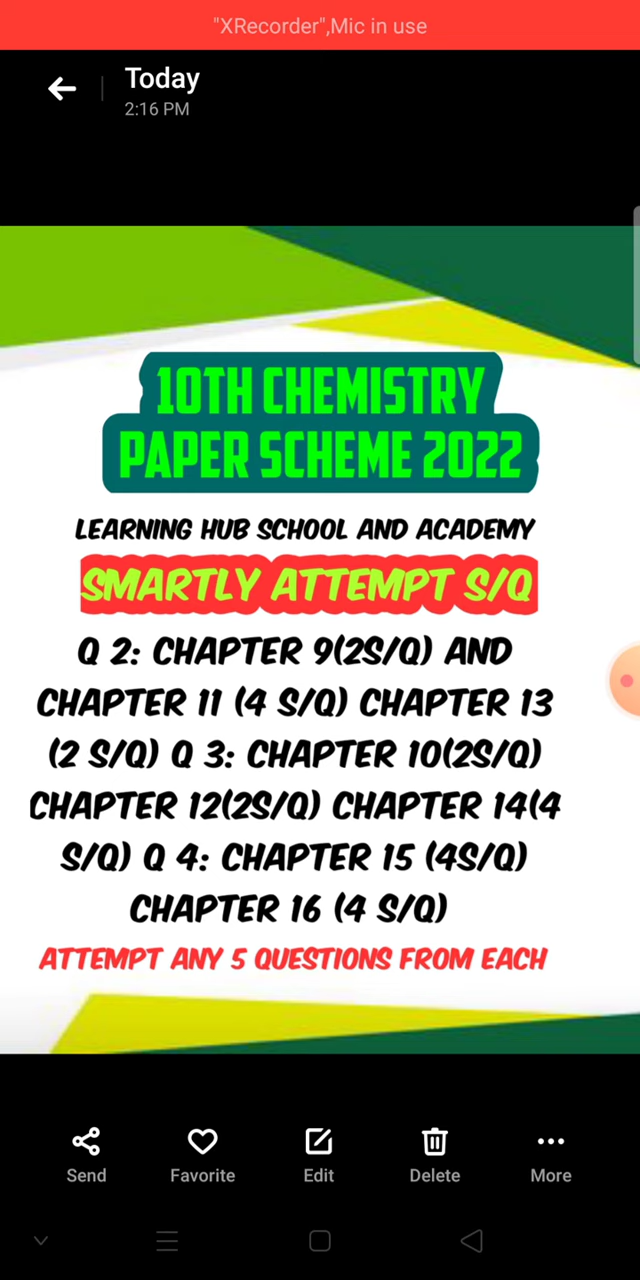 "XRecorder",Mic in use
Today
2:16 PM
10TH CHEMISTRY
PAPER SCHEME 2022
LEARNING HUB SCHOOL AND ACADEMY
SMARTLY ATTEMPT S/Q
Q 2: CHAPTER 9(2S/Q) AND
CHAPTER 11 (4 S/Q) CHAPTER 13
(2 S/Q) Q 3: CHAPTER 10(2S/Q)
CHAPTER 12(2S/Q) CHAPTER 14(4
S/Q) Q 4: CHAPTER 15 (4S/Q)
CHAPTER 16 (4 S/Q)
ATTEMPT ANY 5 QUESTIONS FROM EACH
Send Favorite Edit Delete More